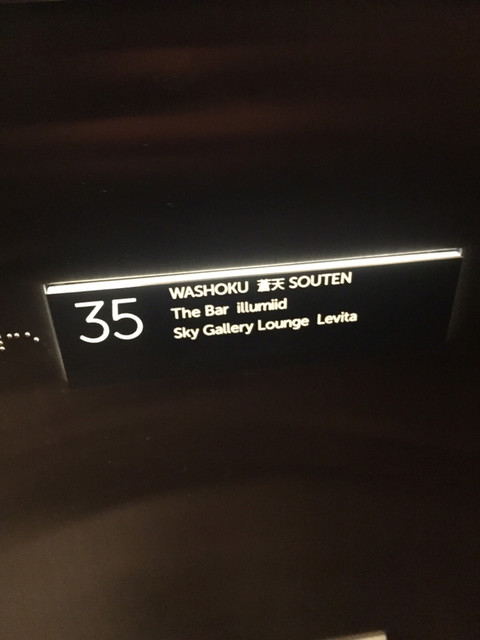 35
WASHOKU 蒼天 SOUTEN
The Bar illumiid
Sky Gallery Lounge Levita